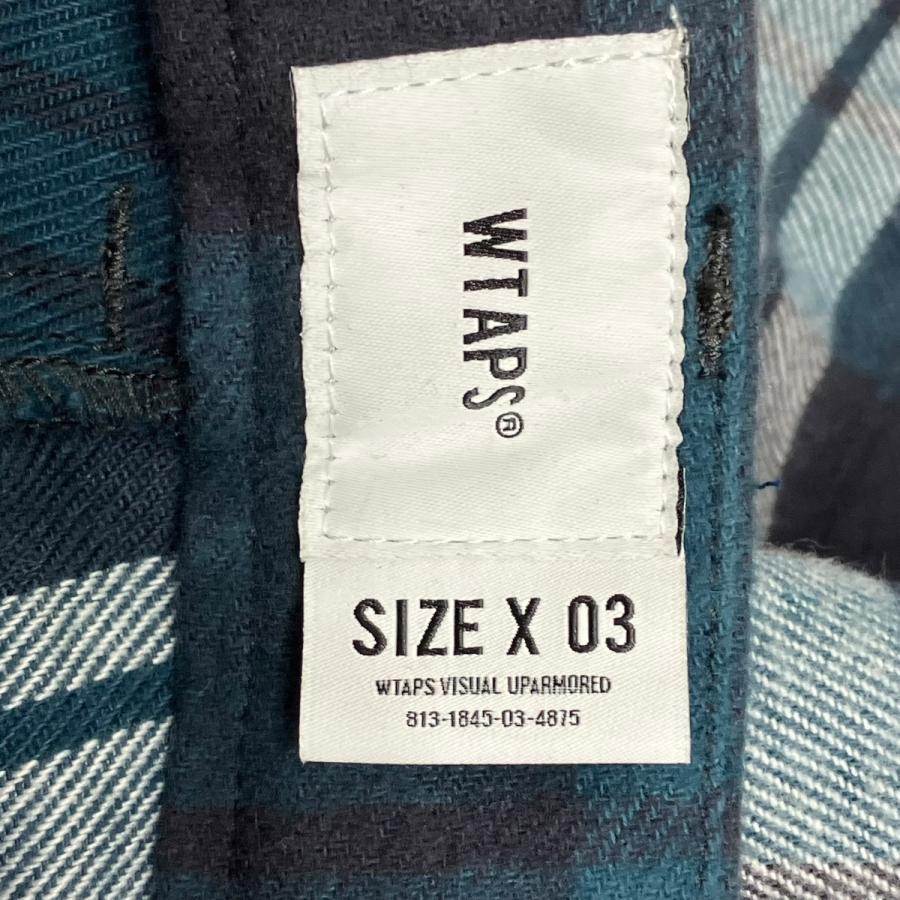 WTAPS®
SIZE X 03
WTAPS VISUAL UPARMORED
813-1845-03-4875